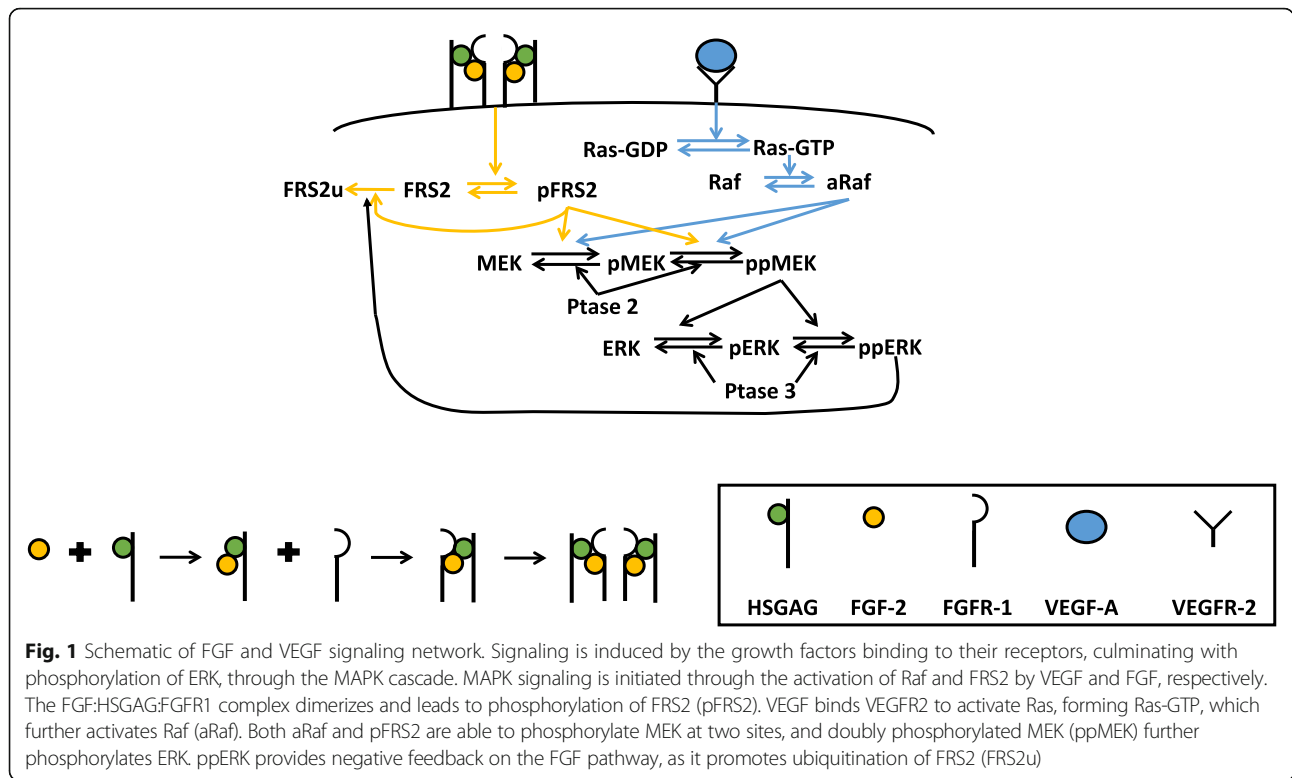 Ras-GDP Ras-GTP
FRS2u FRS2 pFRS2 Raf aRaf
MEK pMEK ppMEK
Ptase 2
ERK pERK ppERK
Ptase 3
HSGAG FGF-2 FGFR-1 VEGF-A VEGFR-2
Fig. 1 Schematic of FGF and VEGF signaling network. Signaling is induced by the growth factors binding to their receptors, culminating with
phosphorylation of ERK, through the MAPK cascade. MAPK signaling is initiated through the activation of Raf and FRS2 by VEGF and FGF, respectively.
The FGF:HSGAG:FGFR1 complex dimerizes and leads to phosphorylation of FRS2 (pFRS2). VEGF binds VEGFR2 to activate Ras, forming Ras-GTP, which
further activates Raf (aRaf). Both aRaf and pFRS2 are able to phosphorylate MEK at two sites, and doubly phosphorylated MEK (ppMEK) further
phosphorylates ERK. ppERK provides negative feedback on the FGF pathway, as it promotes ubiquitination of FRS2 (FRS2u)